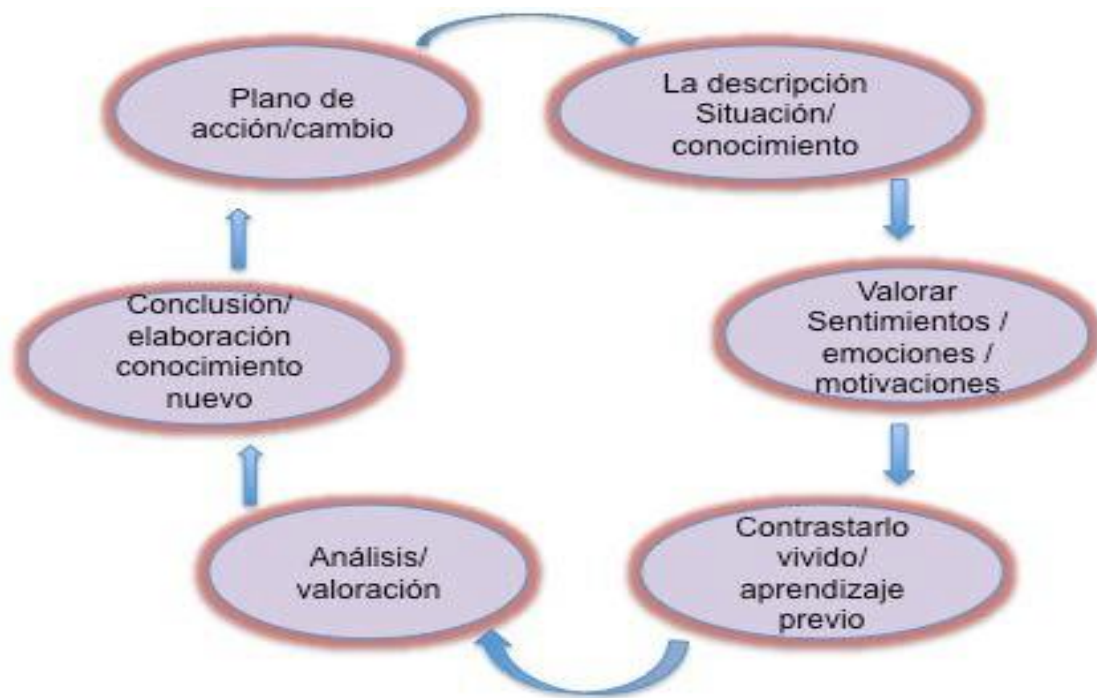 Plano de
acción/cambio
La descripción
Situación/
conocimiento
Valorar
Sentimientos /
emociones /
motivaciones
Contrastarlo
vivido/
aprendizaje
previo
Análisis/
valoración
Conclusión/
elaboración
conocimiento
nuevo